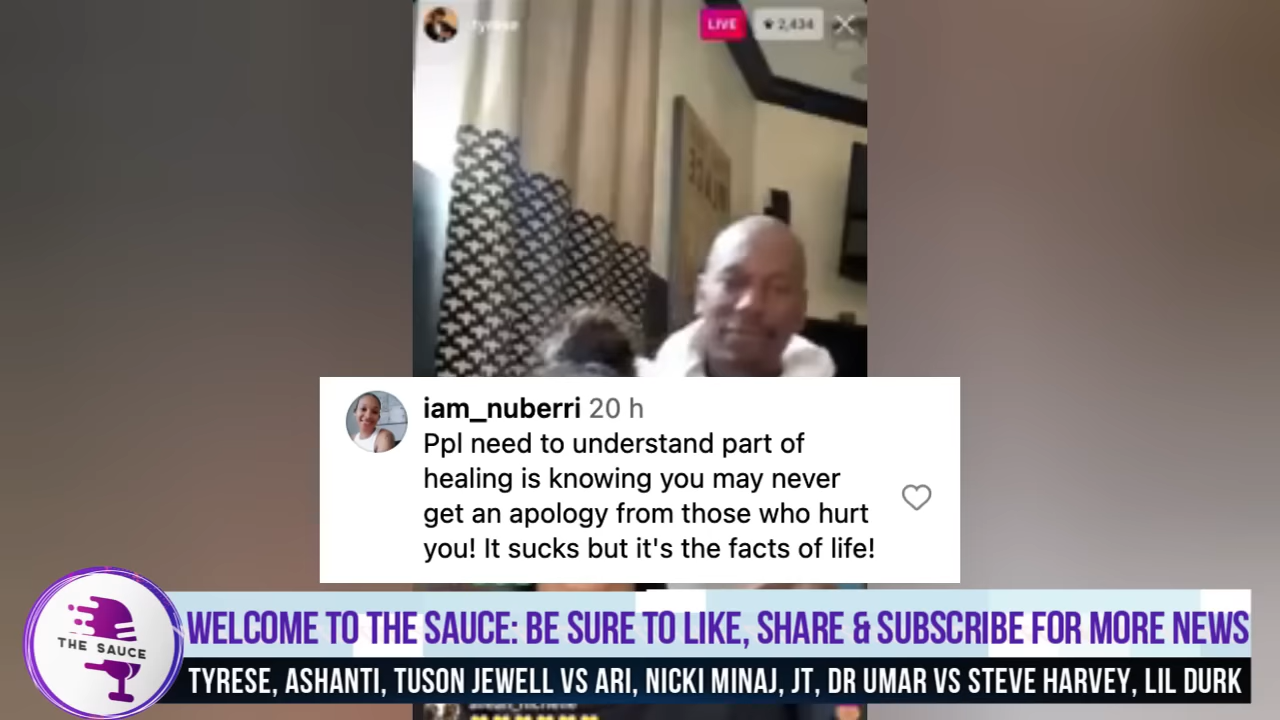 tyrese
LIVE
2,434
iam_nuberri 20 h
Ppl need to understand part of
healing is knowing you may never
get an apology from those who hurt
you! It sucks but it's the facts of life!
WELCOME TO THE SAUCE: BE SURE TO LIKE, SHARE & SUBSCRIBE FOR MORE NEWS
THE SAUCE
TYRESE, ASHANTI, TUSON JEWELL VS ARI, NICKI MINAJ, JT, DR UMAR VS STEVE HARVEY, LIL DURK